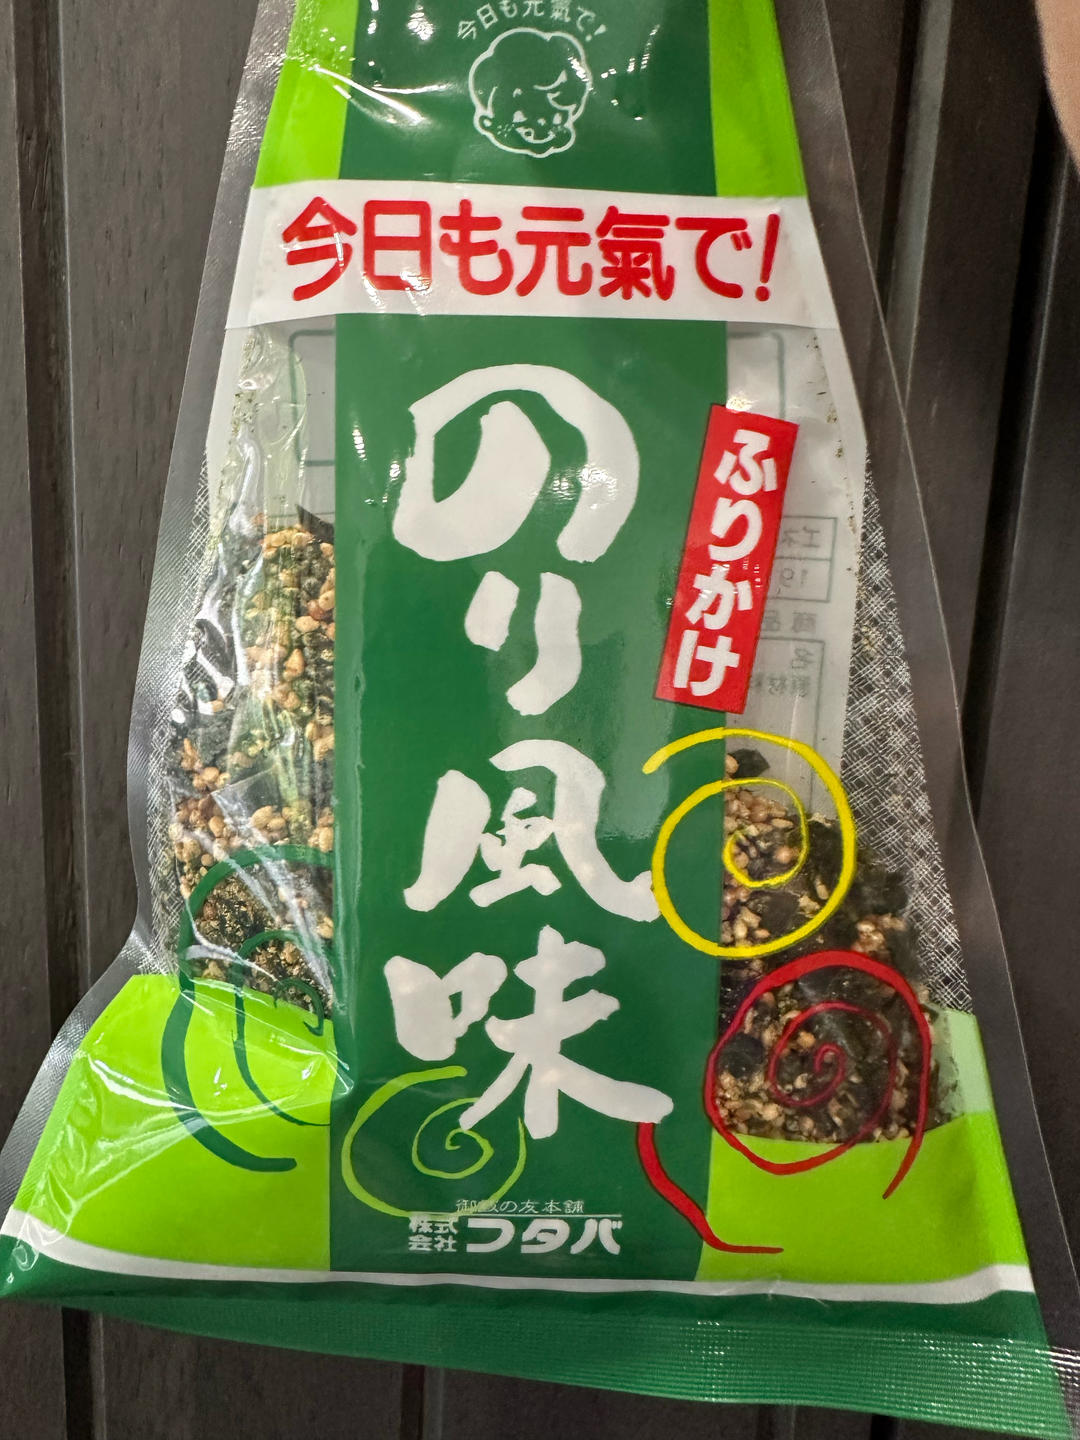 今日も元氣で!
今日も元氣で!
のり風味
ふりかけ
御飯の友本舗
株式会社
フタバ